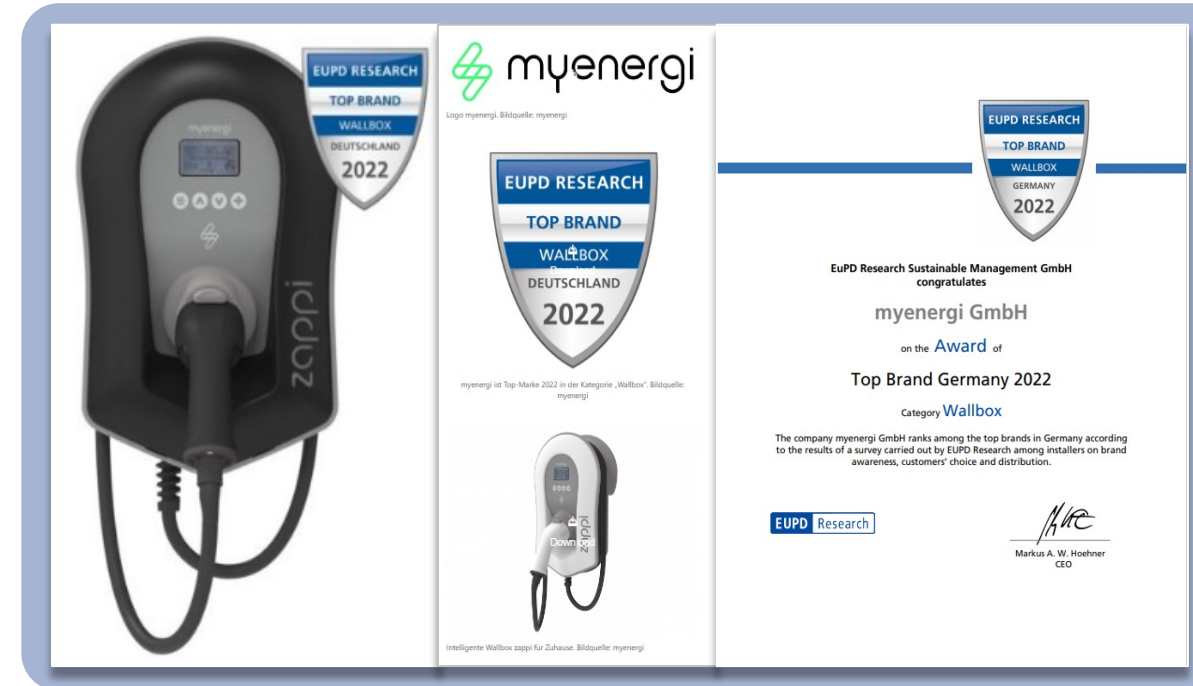 EUPD RESEARCH
TOP BRAND
WALLBOX
DEUTSCHLAND
2022
myenergi
zappi
myenergi
Logo myenergi. Bildquelle: myenergi
EUPD RESEARCH
TOP BRAND
WALLBOX
Download
DEUTSCHLAND
2022
myenergi ist Top-Marke 2022 in der Kategorie „Wallbox". Bildquelle:
myenergi
zappi
Download
Intelligente Wallbox zappi für Zuhause. Bildquelle: myenergi
EUPD RESEARCH
TOP BRAND
WALLBOX
GERMANY
2022
EuPD Research Sustainable Management GmbH
congratulates
myenergi GmbH
on the Award of
Top Brand Germany 2022
Category Wallbox
The company myenergi GmbH ranks among the top brands in Germany according
to the results of a survey carried out by EUPD Research among installers on brand
awareness, customers' choice and distribution.
EUPD Research
Markus A. W. Hoehner
CEO